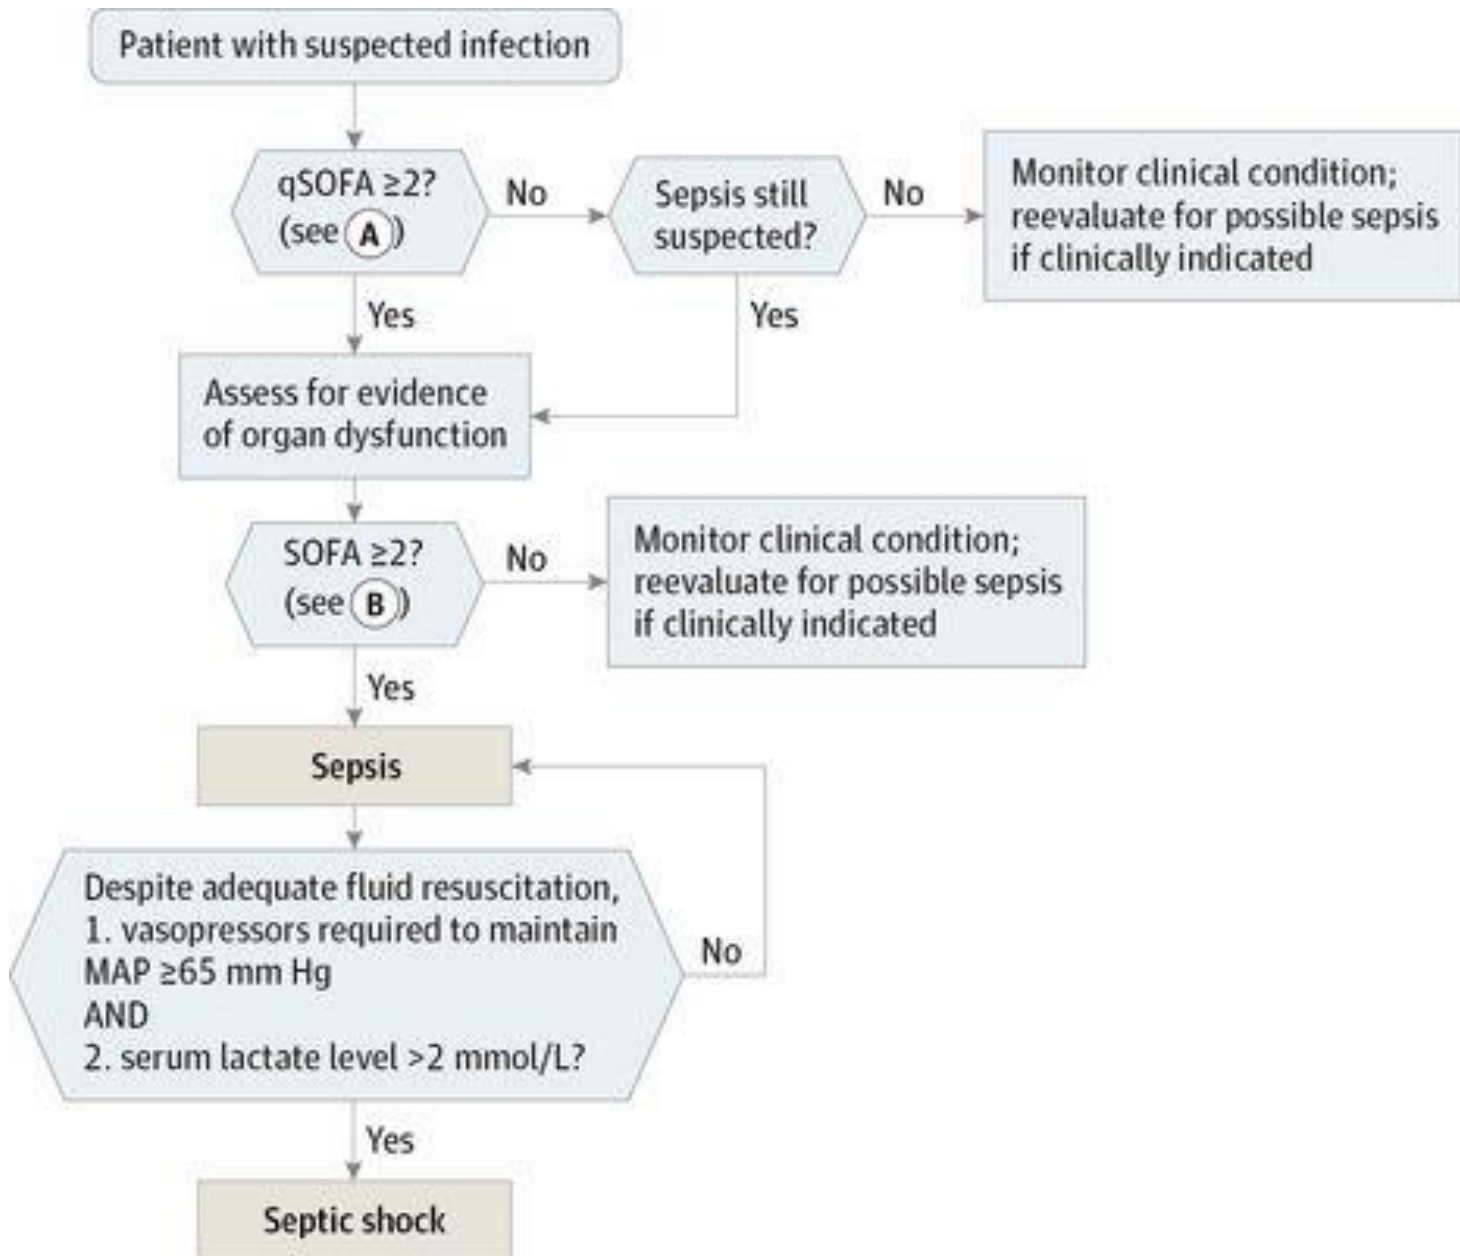 Patient with suspected infection
qSOFA ≥2?
(see A)
No
Sepsis still
suspected?
No
Monitor clinical condition;
reevaluate for possible sepsis
if clinically indicated
Yes
Yes
Assess for evidence
of organ dysfunction
SOFA ≥2?
(see B)
No
Monitor clinical condition;
reevaluate for possible sepsis
if clinically indicated
Yes
Sepsis
Despite adequate fluid resuscitation,
1. vasopressors required to maintain
MAP ≥65 mm Hg
AND
2. serum lactate level >2 mmol/L?
No
Yes
Septic shock